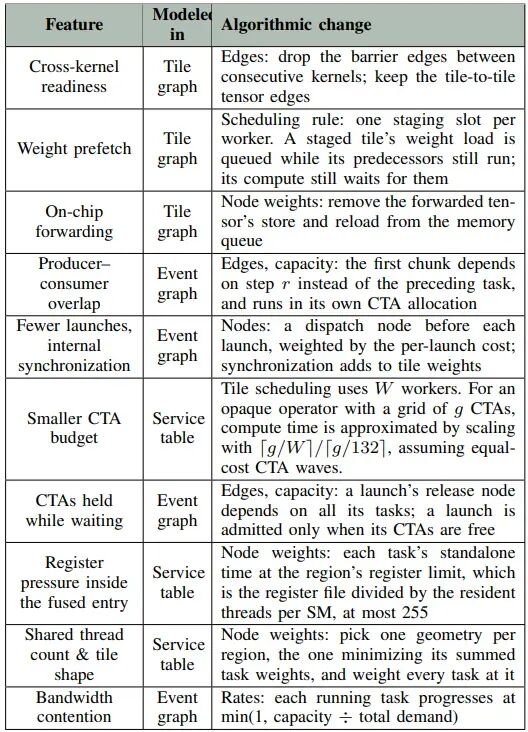 Feature
Modeled in
Algorithmic change
Cross-kernel readiness
Tile graph
Edges: drop the barrier edges between
consecutive kernels; keep the tile-to-tile
tensor edges
Weight prefetch
Tile graph
Scheduling rule: one staging slot per
worker. A staged tile's weight load is
queued while its predecessors still run;
its compute still waits for them
On-chip forwarding
Tile graph
Node weights: remove the forwarded ten-
sor's store and reload from the memory
queue
Producer–
consumer
overlap
Event graph
Edges, capacity: the first chunk depends
on step r instead of the preceding task,
and runs in its own CTA allocation
Fewer launches,
internal
synchronization
Event graph
Nodes: a dispatch node before each
launch, weighted by the per-launch cost;
synchronization adds to tile weights
Smaller CTA
budget
Service table
Tile scheduling uses W workers. For an
opaque operator with a grid of g CTAs,
compute time is approximated by scaling
with ⌈g/W⌉/⌈g/132⌉, assuming equal-
cost CTA waves.
CTAs held
while waiting
Event graph
Edges, capacity: a launch's release node
depends on all its tasks; a launch is
admitted only when its CTAs are free
Register
pressure inside
the fused entry
Service table
Node weights: each task's standalone
time at the region's register limit, which
is the register file divided by the resident
threads per SM, at most 255
Shared thread
count & tile
shape
Service table
Node weights: pick one geometry per
region, the one minimizing its summed
task weights, and weight every task at it
Bandwidth
contention
Event graph
Rates: each running task progresses at
min(1, capacity ÷ total demand)